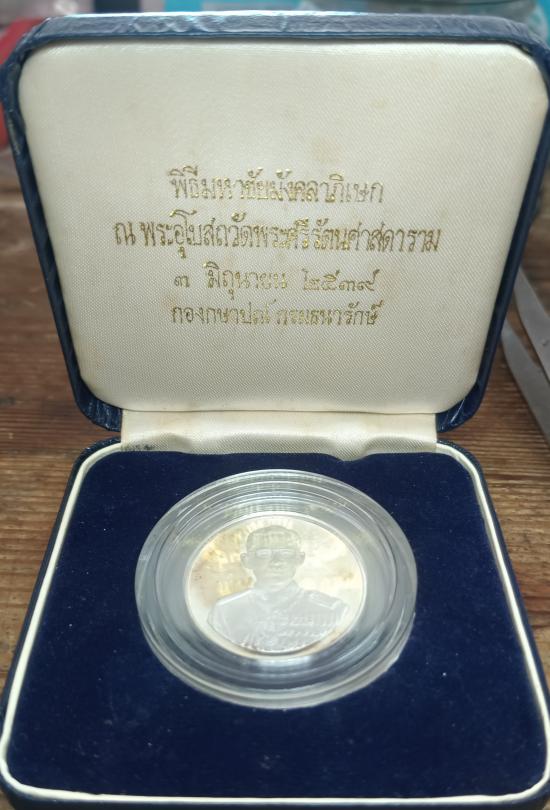 พิธีมหาชัยมังคลาภิเษก
ณ พระอุโบสถวัดพระศรีรัตนศาสดาราม
๓ มิถุนายน ๒๕๓๙
กองกษาปณ์ กรมธนารักษ์